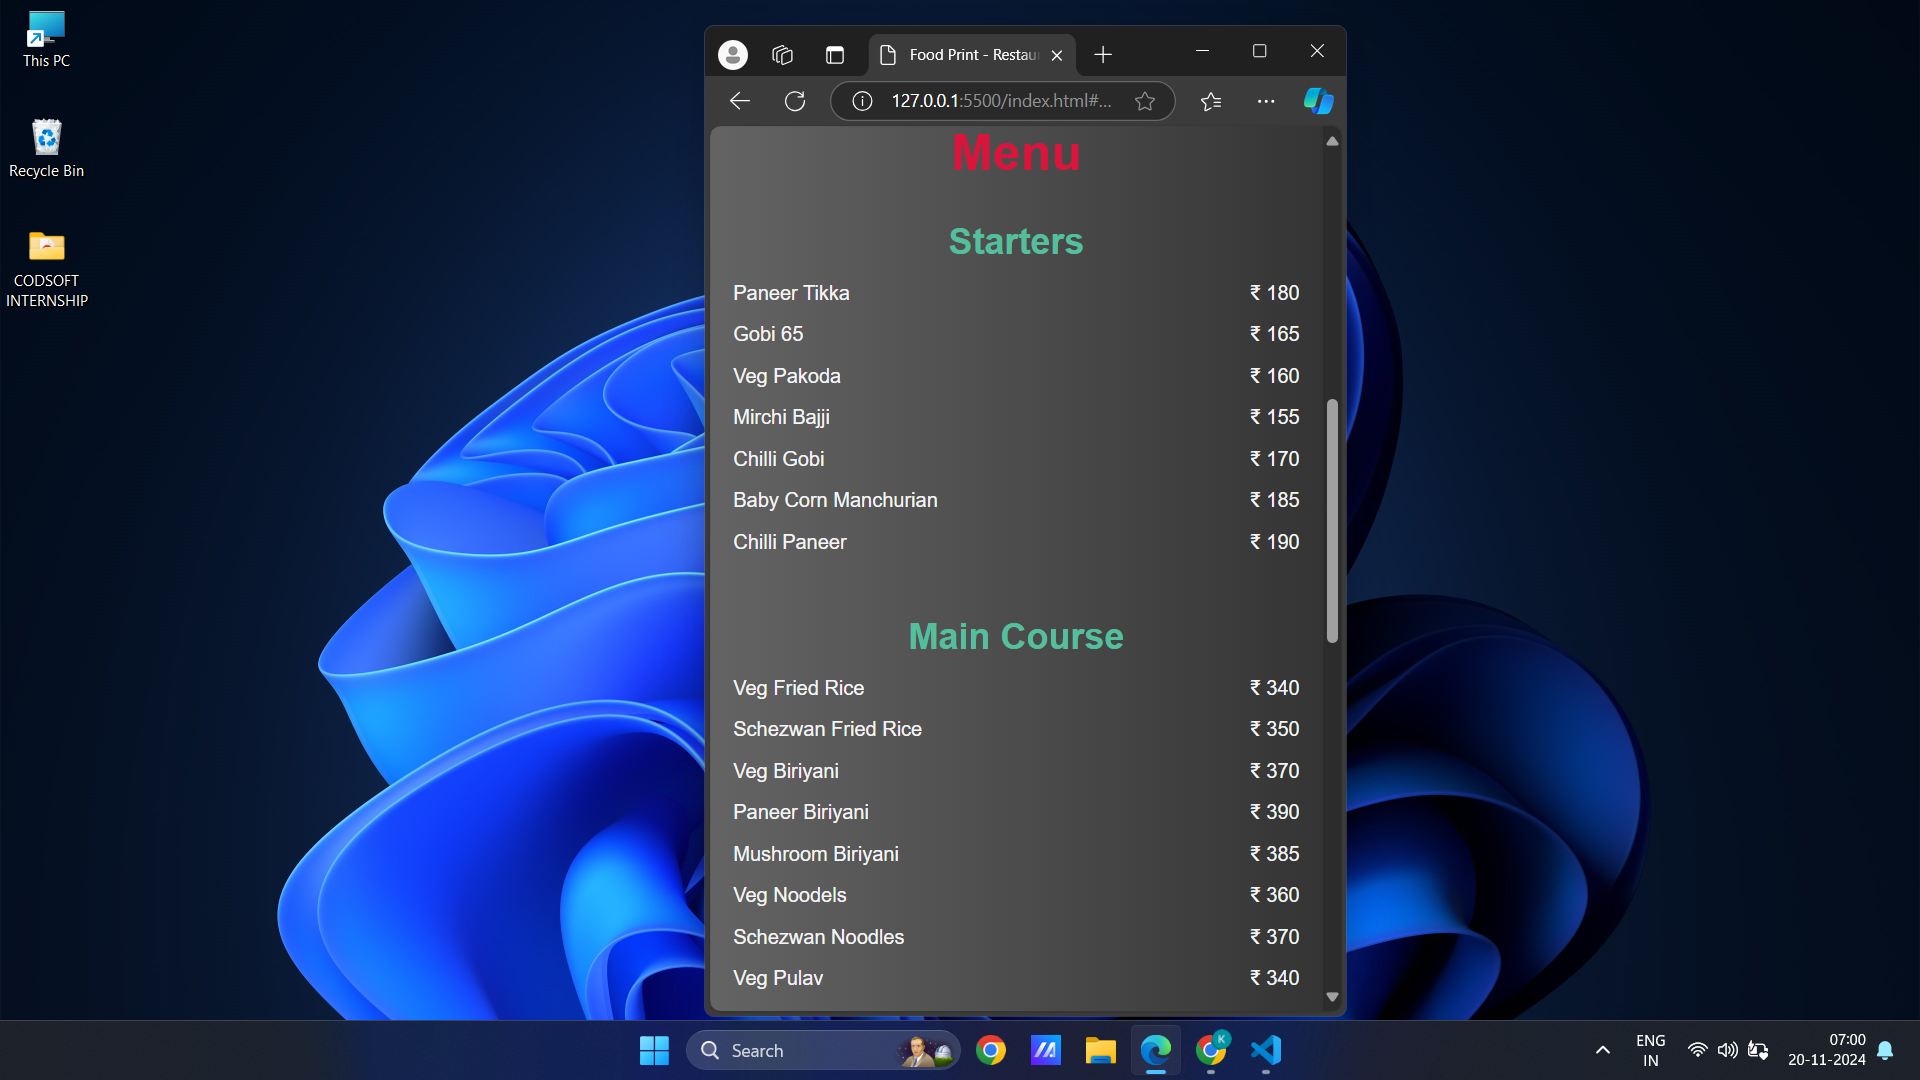 This PC
Recycle Bin
CODSOFT
INTERNSHIP
Food Print - Restau
127.0.0.1:5500/index.html#...
Menu
Starters
Paneer Tikka ₹ 180
Gobi 65 ₹ 165
Veg Pakoda ₹ 160
Mirchi Bajji ₹ 155
Chilli Gobi ₹ 170
Baby Corn Manchurian ₹ 185
Chilli Paneer ₹ 190
Main Course
Veg Fried Rice ₹ 340
Schezwan Fried Rice ₹ 350
Veg Biriyani ₹ 370
Paneer Biriyani ₹ 390
Mushroom Biriyani ₹ 385
Veg Noodels ₹ 360
Schezwan Noodles ₹ 370
Veg Pulav ₹ 340
Search
K
ENG
IN
07:00
20-11-2024